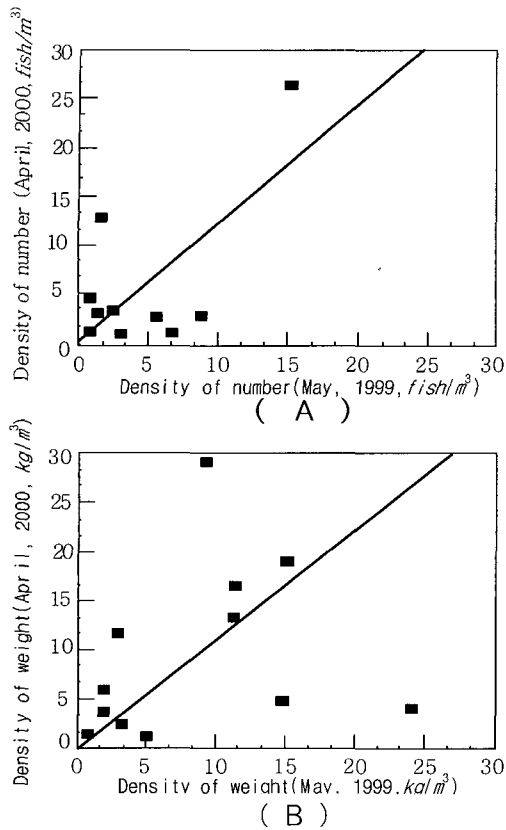 Density of number (April, 2000, fish/m³)
30
25
20
15
10
5
0
0 5 10 15 20 25 30
Density of number(May, 1999, fish/m³)
( A )
Density of weight(April, 2000, kg/m³)
30
25
20
15
10
5
0
0 5 10 15 20 25 30
Density of weight(May. 1999. kg/m³)
( B )